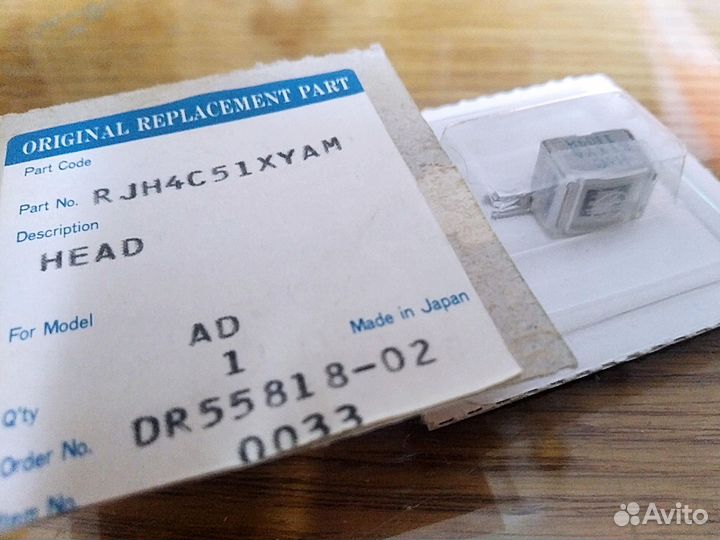 ORIGINAL REPLACEMENT PART
Part Code
Part No. RJH4C51XYAM
Description
HEAD
For Model AD
Made in Japan
Q'ty 1
Order No. DR55818-02
0033
Avito